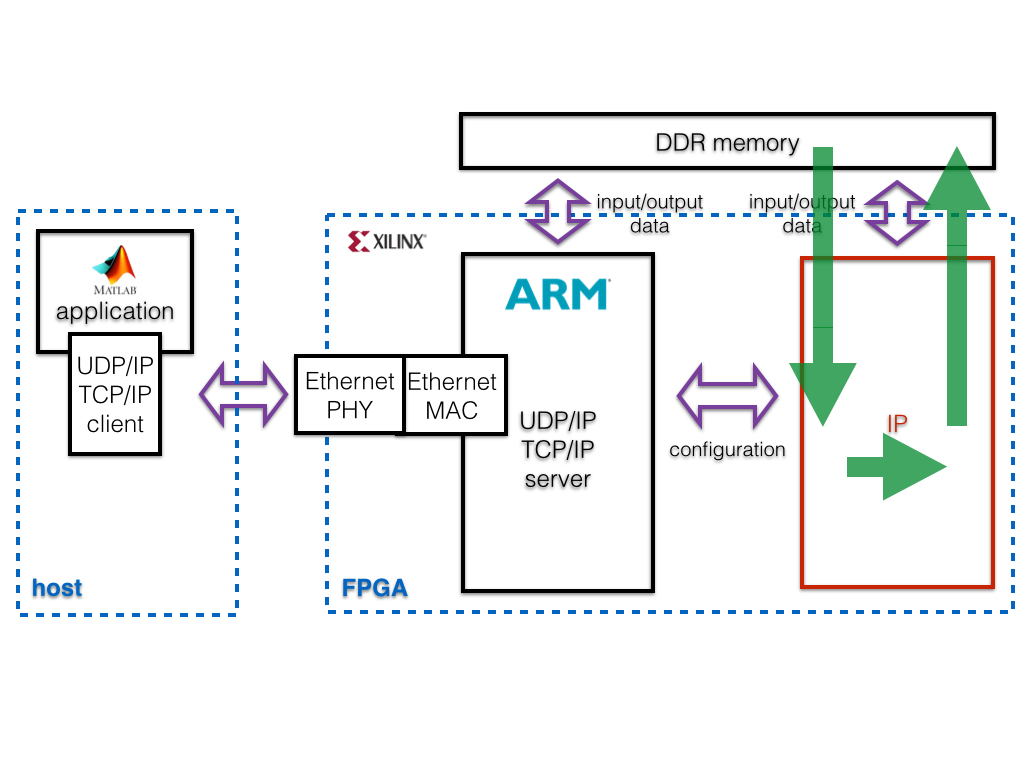 DDR memory
input/output
data
input/output
data
XILINX
MATLAB
application
UDP/IP
TCP/IP
client
ARM
Ethernet
PHY
Ethernet
MAC
UDP/IP
TCP/IP
server
configuration
IP
host
FPGA